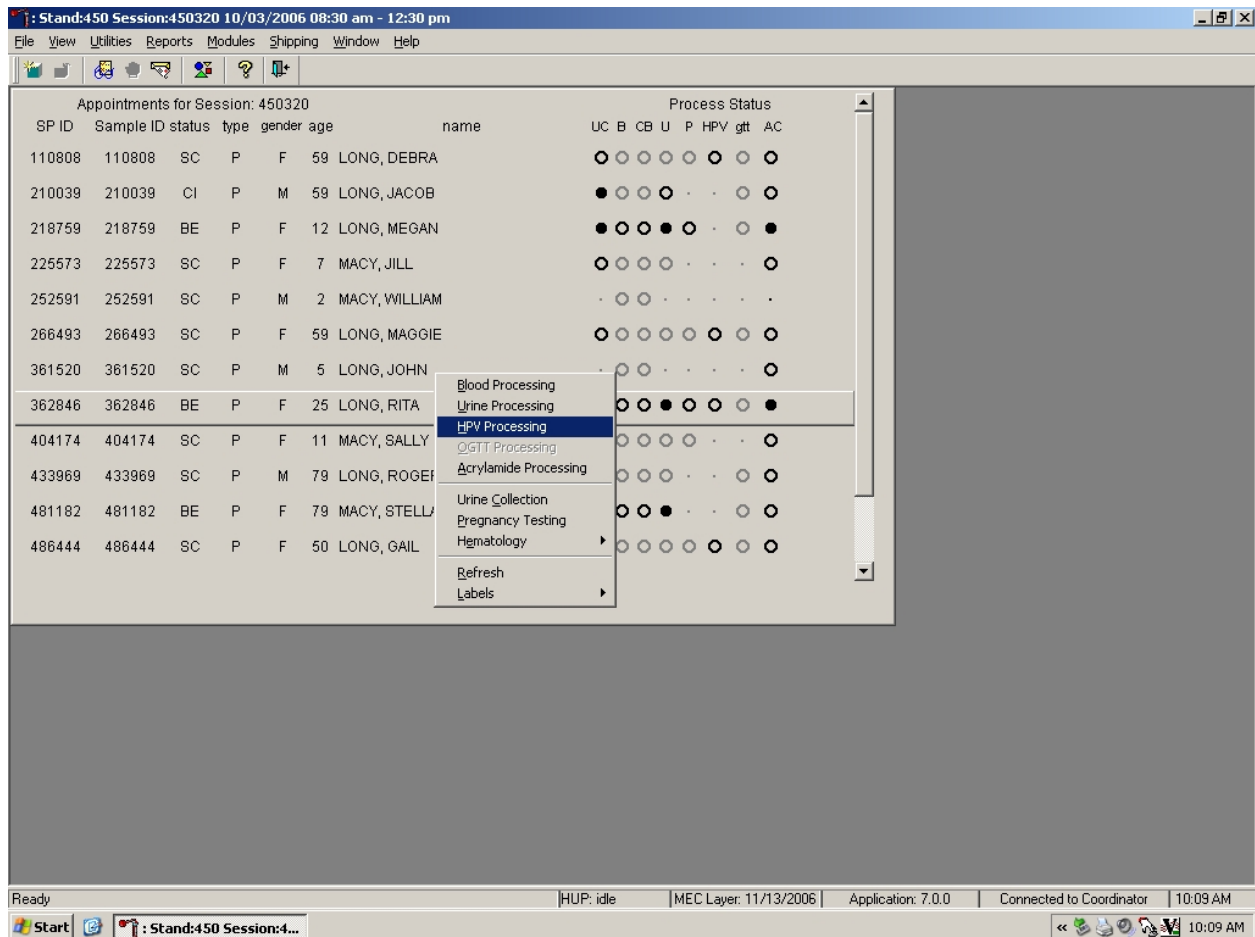 : Stand:450 Session:450320 10/03/2006 08:30 am - 12:30 pm
File View Utilities Reports Modules Shipping Window Help
Appointments for Session: 450320 Process Status
SP ID Sample ID status type gender age name UC B CB U P HPV gtt AC
110808 110808 SC P F 59 LONG, DEBRA
210039 210039 CI P M 59 LONG, JACOB
218759 218759 BE P F 12 LONG, MEGAN
225573 225573 SC P F 7 MACY, JILL
252591 252591 SC P M 2 MACY, WILLIAM
266493 266493 SC P F 59 LONG, MAGGIE
361520 361520 SC P M 5 LONG, JOHN
362846 362846 BE P F 25 LONG, RITA
404174 404174 SC P F 11 MACY, SALLY
433969 433969 SC P M 79 LONG, ROGE
481182 481182 BE P F 79 MACY, STELL
486444 486444 SC P F 50 LONG, GAIL
Blood Processing
Urine Processing
HPV Processing
OGTT Processing
Acrylamide Processing
Urine Collection
Pregnancy Testing
Hematology
Refresh
Labels
Ready HUP: idle MEC Layer: 11/13/2006 Application: 7.0.0 Connected to Coordinator 10:09 AM
Start : Stand:450 Session:4... « 10:09 AM